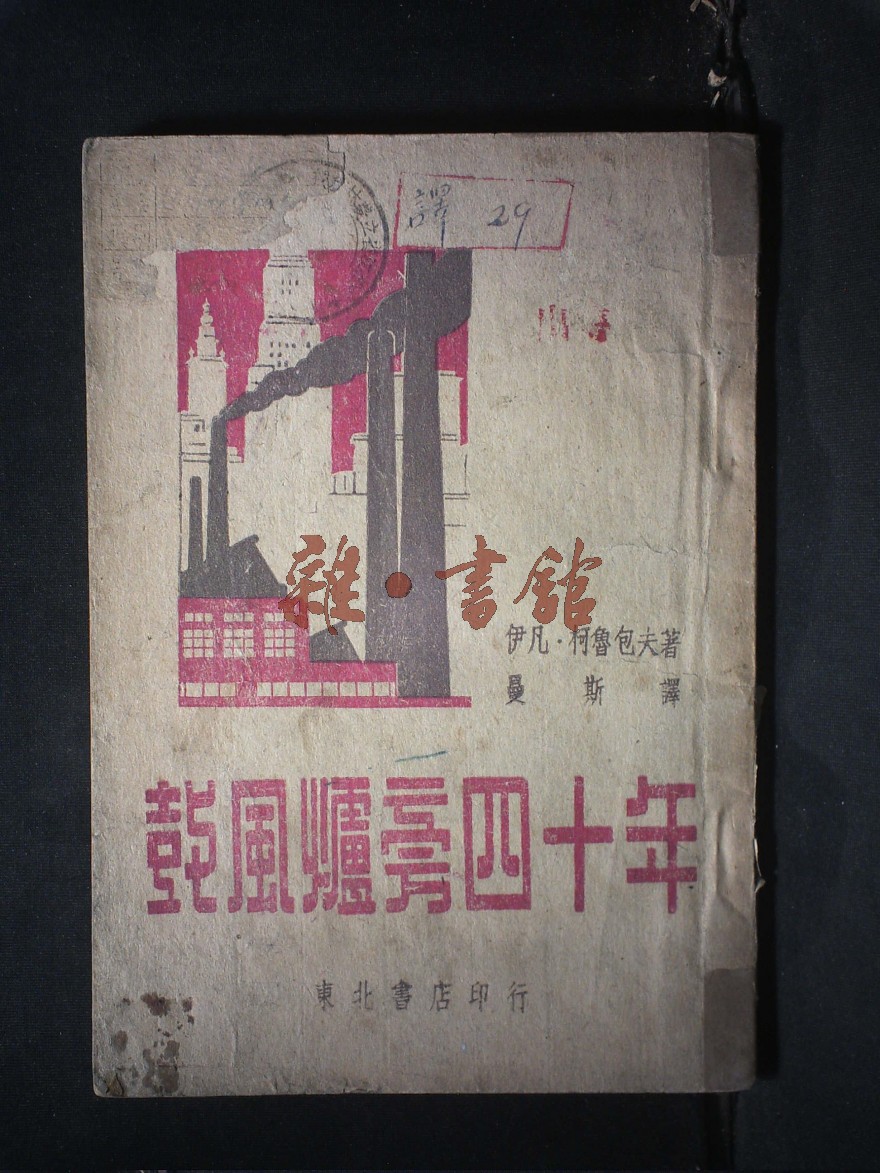 譯 29
雜·書館
伊凡·柯魯包夫著
曼斯譯
鼓風爐旁四十年
東北書店印行